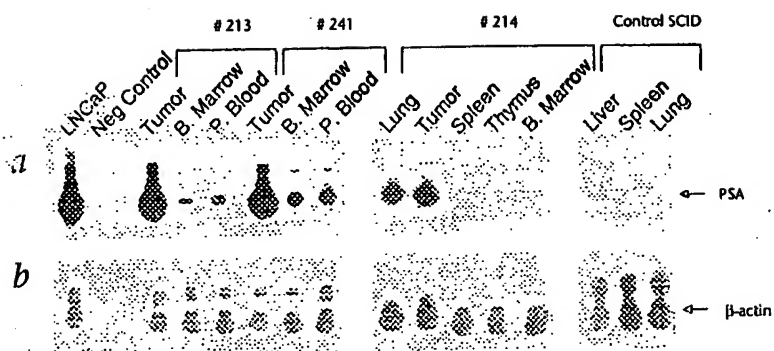 # 213 # 241 # 214 Control SCID
LNCaP Neg Control Tumor B. Marrow P. Blood Tumor B. Marrow P. Blood Lung Tumor Spleen Thymus B. Marrow Liver Spleen Lung
a
PSA
b
β-actin